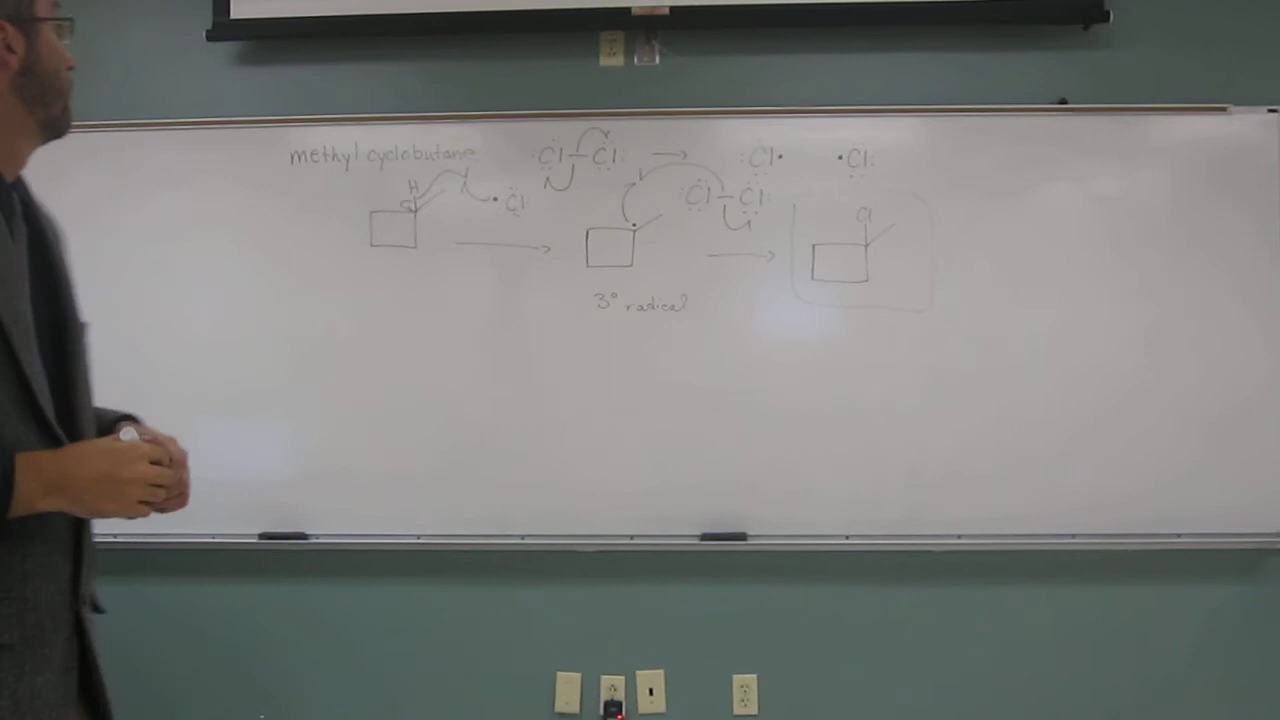 methyl cyclobutane :Cl–Cl: → :Cl· ·Cl:
H ·Cl: :Cl–Cl: Cl
3° radical